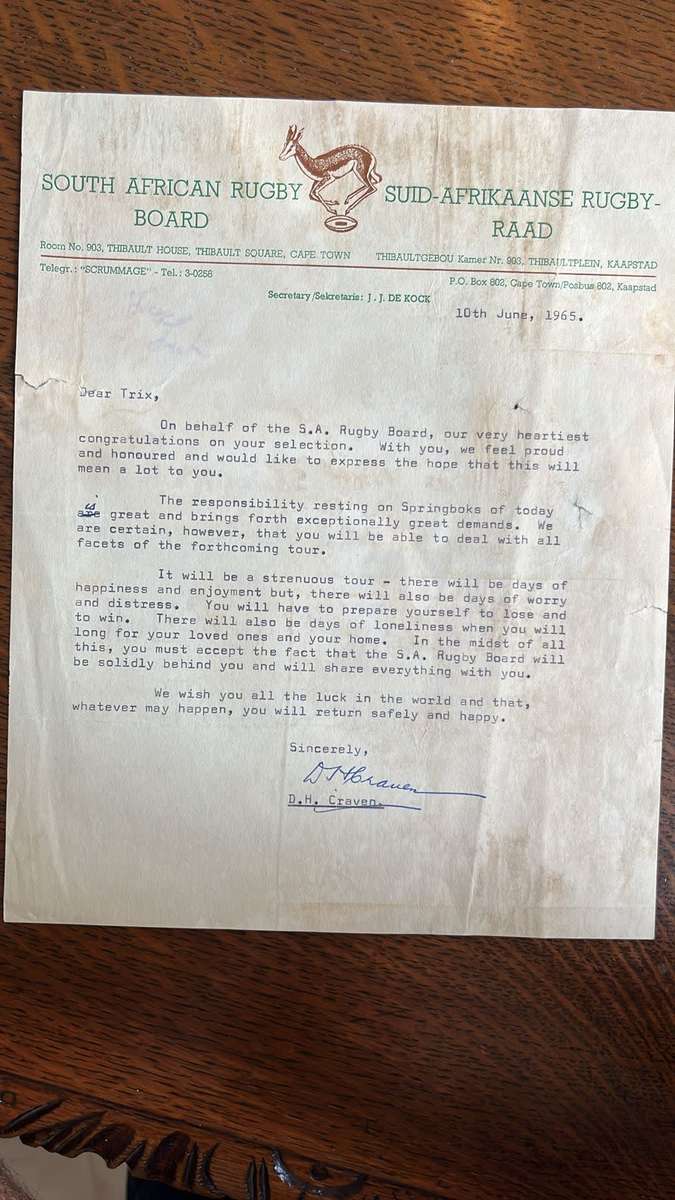 SOUTH AFRICAN RUGBY BOARD
SUID-AFRIKAANSE RUGBY-RAAD
Room No. 903, THIBAULT HOUSE, THIBAULT SQUARE, CAPE TOWN
THIBAULTGEBOU Kamer Nr. 903, THIBAULTPLEIN, KAAPSTAD
Telegr.: "SCRUMMAGE" - Tel.: 3-0258
P.O. Box 802, Cape Town/Posbus 802, Kaapstad
Secretary/Sekretaris: J. J. DE KOCK
10th June, 1965.
Dear Trix,
On behalf of the S.A. Rugby Board, our very heartiest
congratulations on your selection. With you, we feel proud
and honoured and would like to express the hope that this will
mean a lot to you.
The responsibility resting on Springboks of today
is
are great and brings forth exceptionally great demands. We
are certain, however, that you will be able to deal with all
facets of the forthcoming tour.
It will be a strenuous tour - there will be days of
happiness and enjoyment but, there will also be days of worry
and distress. You will have to prepare yourself to lose and
to win. There will also be days of loneliness when you will
long for your loved ones and your home. In the midst of all
this, you must accept the fact that the S.A. Rugby Board will
be solidly behind you and will share everything with you.
We wish you all the luck in the world and that,
whatever may happen, you will return safely and happy.
Sincerely,
D H Craven
D.H. Craven.